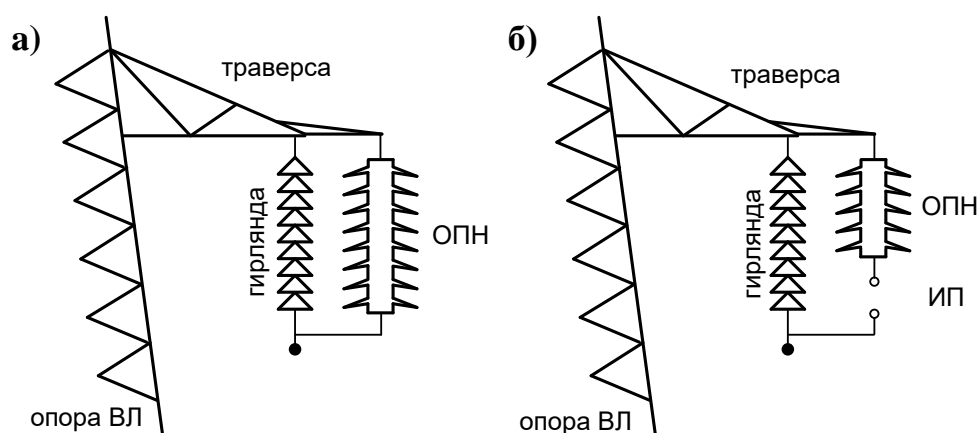 а)
траверса
гирлянда
ОПН
опора ВЛ
б)
траверса
гирлянда
ОПН
ИП
опора ВЛ